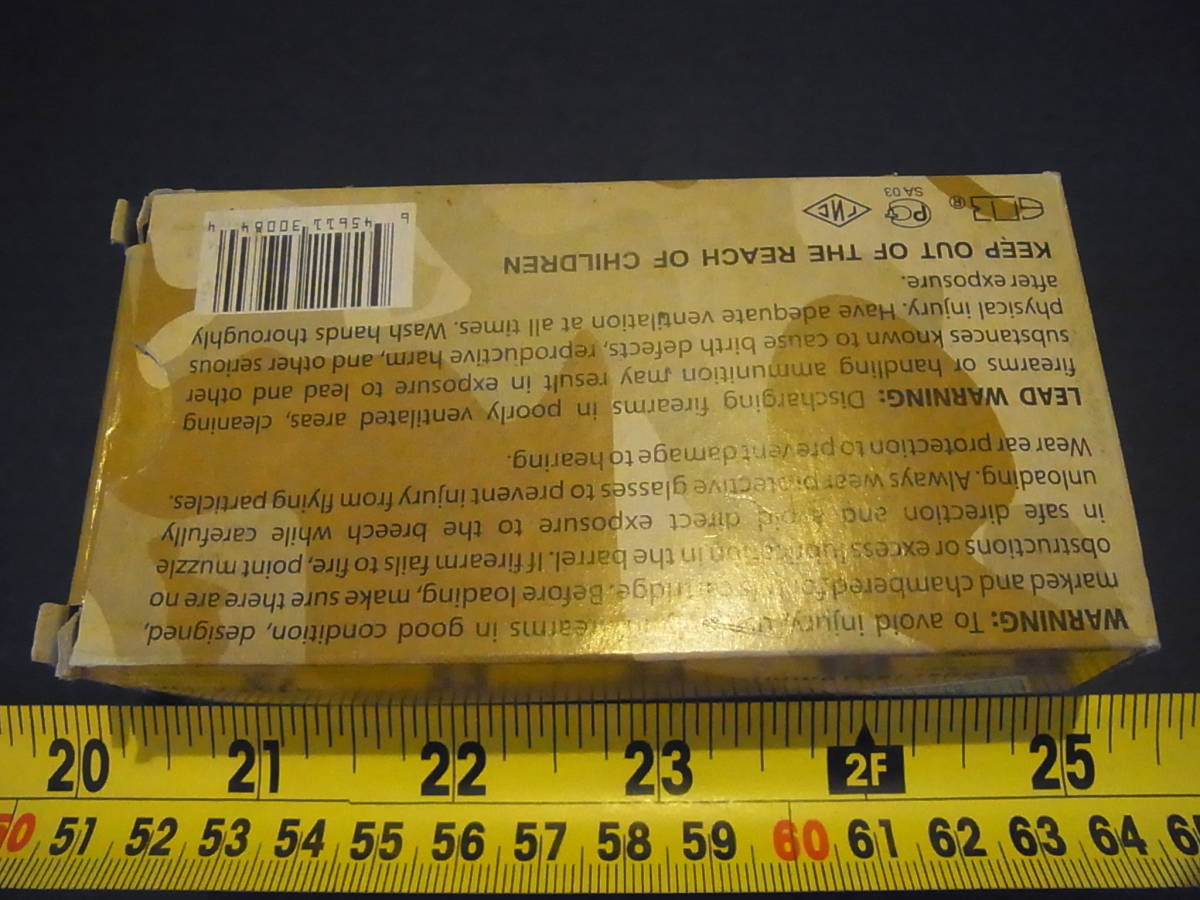 WARNING: To avoid injury, firearms in good condition, designed,
marked and chambered for this cartridge. Before loading, make sure there are no
obstructions or excess lubrication in the barrel. If firearm fails to fire, point muzzle
in safe direction and avoid direct exposure to the breech while carefully
unloading. Always wear protective glasses to prevent injury from flying particles.
Wear ear protection to prevent damage to hearing.
LEAD WARNING: Discharging firearms in poorly ventilated areas, cleaning
firearms or handling ammunition may result in exposure to lead and other
substances known to cause birth defects, reproductive harm, and other serious
physical injury. Have adequate ventilation at all times. Wash hands thoroughly
after exposure.
KEEP OUT OF THE REACH OF CHILDREN
PC
SA 03
ГИС
6 45611 30084 4
20 21 22 23 2F 25
51 52 53 54 55 56 57 58 59 60 61 62 63 64